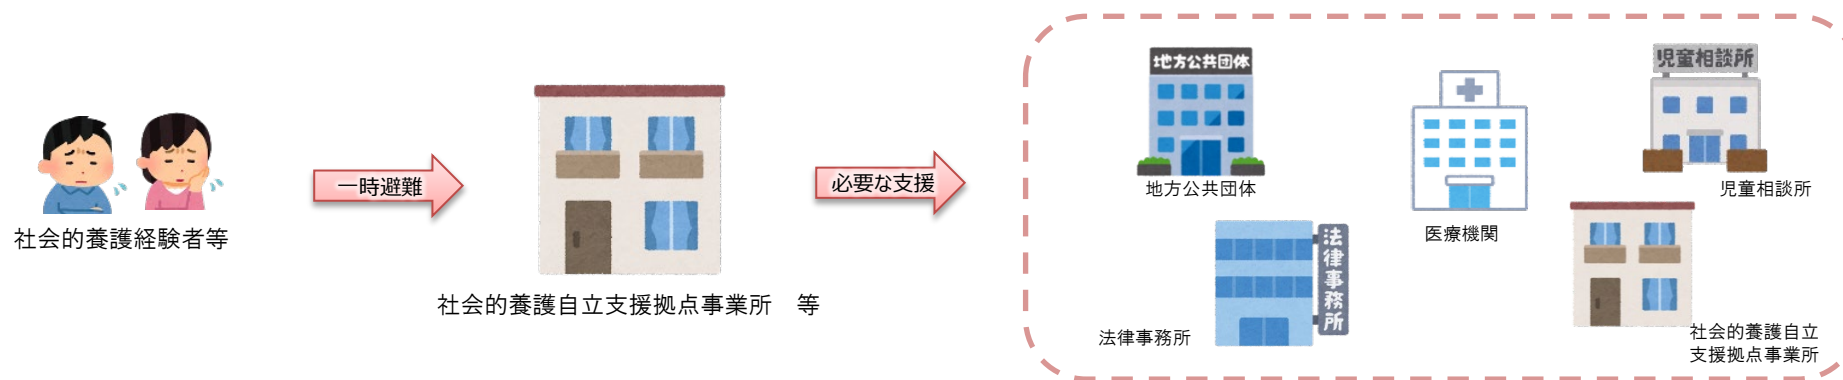 社会的養護経験者等
一時避難
社会的養護自立支援拠点事業所　等
必要な支援
地方公共団体
地方公共団体
医療機関
児童相談所
児童相談所
法律事務所
法律事務所
社会的養護自立
支援拠点事業所